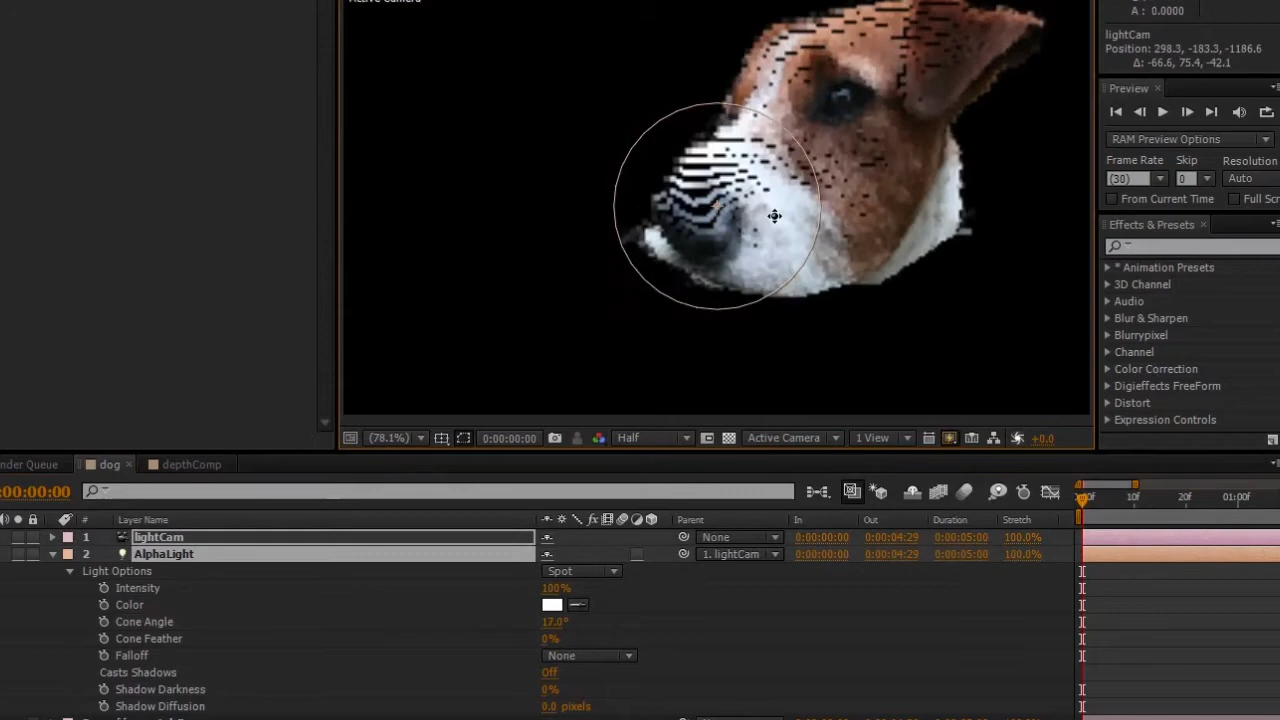 Active Camera
A : 0.0000
lightCam
Position: 298.3, -183.3, -1186.6
Δ: -66.6, 75.4, -42.1
Preview
RAM Preview Options
Frame Rate Skip Resolution
(30) 0 Auto
From Current Time Full Scr
Effects & Presets
* Animation Presets
3D Channel
Audio
Blur & Sharpen
Blurrypixel
Channel
Color Correction
Digieffects FreeForm
Distort
Expression Controls
(78.1%) 0:00:00:00 Half Active Camera 1 View +0.0
nder Queue dog depthComp
:00:00:00 00f 10f 20f 01:00f
# Layer Name Parent In Out Duration Stretch
1 lightCam None 0:00:00:00 0:00:04:29 0:00:05:00 100.0%
2 AlphaLight 1. lightCam 0:00:00:00 0:00:04:29 0:00:05:00 100.0%
Light Options Spot
Intensity 100%
Color
Cone Angle 17.0°
Cone Feather 0%
Falloff None
Casts Shadows Off
Shadow Darkness 0%
Shadow Diffusion 0.0 pixels